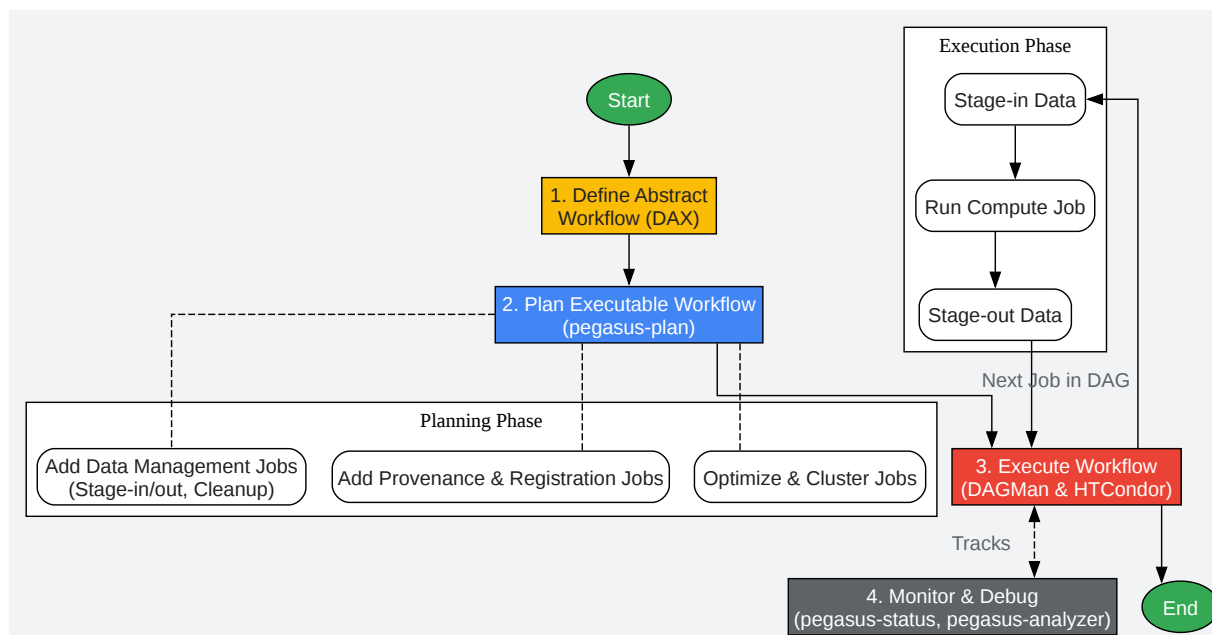 Execution Phase
Stage-in Data
Start
1. Define Abstract
Workflow (DAX)
Run Compute Job
2. Plan Executable Workflow
(pegasus-plan)
Stage-out Data
Next Job in DAG
Planning Phase
Add Data Management Jobs
(Stage-in/out, Cleanup)
Add Provenance & Registration Jobs
Optimize & Cluster Jobs
3. Execute Workflow
(DAGMan & HTCondor)
Tracks
4. Monitor & Debug
(pegasus-status, pegasus-analyzer)
End